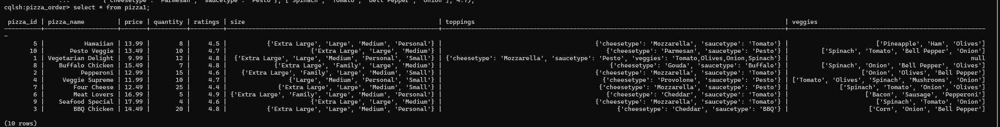 ... {'cheesetype': 'Parmesan', 'saucetype': 'Pesto'}, ['Spinach', 'Tomato', 'Bell Pepper', 'Onion'], 4.7);
cqlsh:pizza_order> select * from pizza1;
pizza_id | pizza_name | price | quantity | ratings | size | toppings | veggies
5 | Hawaiian | 13.99 | 8 | 4.5 | {'Extra Large', 'Large', 'Medium', 'Personal'} | {'cheesetype': 'Mozzarella', 'saucetype': 'Tomato'} | ['Pineapple', 'Ham', 'Olives']
10 | Pesto Veggie | 13.49 | 10 | 4.7 | {'Extra Large', 'Large', 'Medium'} | {'cheesetype': 'Parmesan', 'saucetype': 'Pesto'} | ['Spinach', 'Tomato', 'Bell Pepper', 'Onion']
1 | Vegetarian Delight | 9.99 | 12 | 4.8 | {'Extra Large', 'Large', 'Medium', 'Personal', 'Small'} | {'cheesetype': 'Mozzarella', 'saucetype': 'Pesto', 'veggies': 'Tomato,Olives,Onion,Spinach'} | null
8 | Buffalo Chicken | 15.49 | 7 | 4.8 | {'Extra Large', 'Family', 'Large', 'Medium'} | {'cheesetype': 'Gouda', 'saucetype': 'Buffalo'} | ['Spinach', 'Onion', 'Bell Pepper', 'Olives']
2 | Pepperoni | 12.99 | 15 | 4.6 | {'Extra Large', 'Family', 'Large', 'Medium', 'Small'} | {'cheesetype': 'Mozzarella', 'saucetype': 'Tomato'} | ['Onion', 'Olives', 'Bell Pepper']
4 | Veggie Supreme | 11.99 | 10 | 4.7 | {'Large', 'Medium', 'Personal', 'Small'} | {'cheesetype': 'Provolone', 'saucetype': 'Pesto'} | ['Tomato', 'Olives', 'Spinach', 'Mushrooms', 'Onion']
7 | Four Cheese | 12.49 | 25 | 4.4 | {'Extra Large', 'Large', 'Medium', 'Small'} | {'cheesetype': 'Mozzarella', 'saucetype': 'Pesto'} | ['Spinach', 'Tomato', 'Onion', 'Olives']
6 | Meat Lovers | 16.99 | 5 | 4.9 | {'Extra Large', 'Family', 'Large', 'Medium', 'Personal'} | {'cheesetype': 'Cheddar', 'saucetype': 'Tomato'} | ['Bacon', 'Sausage', 'Pepperoni']
9 | Seafood Special | 17.99 | 4 | 4.6 | {'Extra Large', 'Large', 'Medium'} | {'cheesetype': 'Mozzarella', 'saucetype': 'Tomato'} | ['Spinach', 'Tomato', 'Onion']
3 | BBQ Chicken | 14.49 | 20 | 4.8 | {'Extra Large', 'Large', 'Medium', 'Personal'} | {'cheesetype': 'Cheddar', 'saucetype': 'BBQ'} | ['Corn', 'Onion', 'Bell Pepper']
(10 rows)